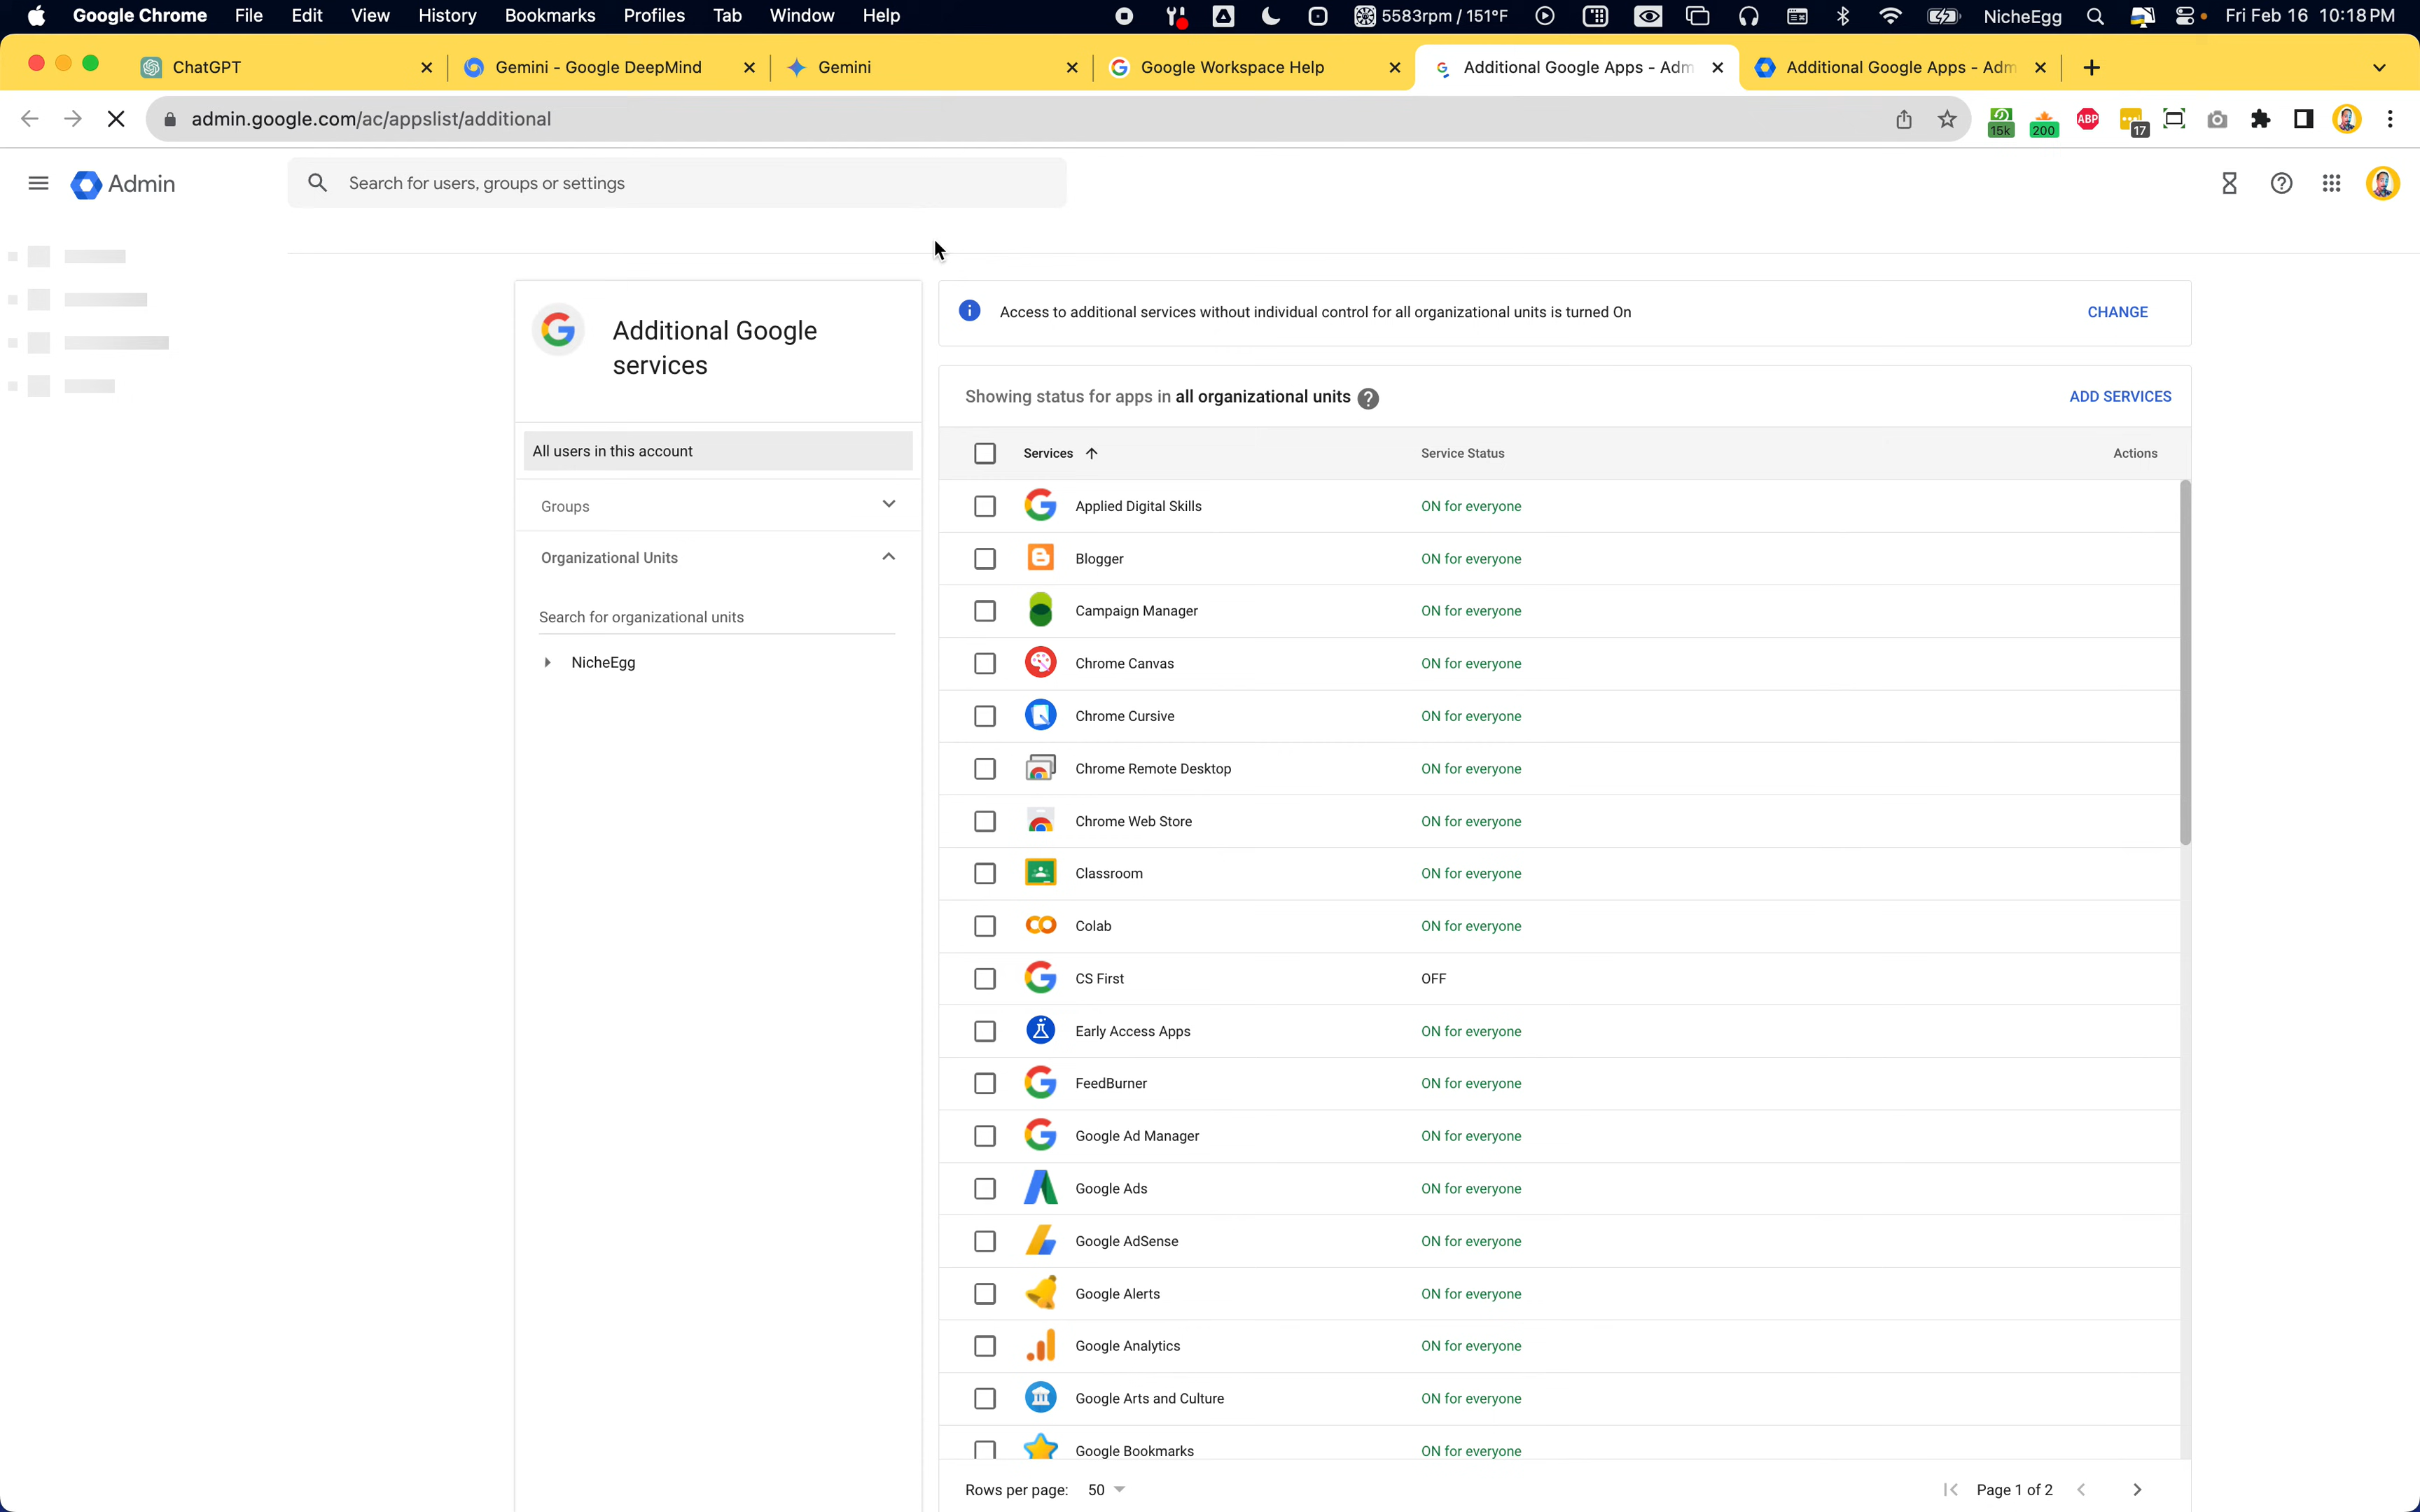 Google Chrome File Edit View History Bookmarks Profiles Tab Window Help 5583rpm / 151°F NicheEgg Fri Feb 16 10:18 PM
ChatGPT Gemini - Google DeepMind Gemini Google Workspace Help Additional Google Apps - Adm Additional Google Apps - Adm
admin.google.com/ac/appslist/additional 15k 200 ABP 17
Admin Search for users, groups or settings
Additional Google
services
All users in this account
Groups
Organizational Units
Search for organizational units
NicheEgg
Access to additional services without individual control for all organizational units is turned On CHANGE
Showing status for apps in all organizational units ADD SERVICES
Services Service Status Actions
Applied Digital Skills ON for everyone
Blogger ON for everyone
Campaign Manager ON for everyone
Chrome Canvas ON for everyone
Chrome Cursive ON for everyone
Chrome Remote Desktop ON for everyone
Chrome Web Store ON for everyone
Classroom ON for everyone
Colab ON for everyone
CS First OFF
Early Access Apps ON for everyone
FeedBurner ON for everyone
Google Ad Manager ON for everyone
Google Ads ON for everyone
Google AdSense ON for everyone
Google Alerts ON for everyone
Google Analytics ON for everyone
Google Arts and Culture ON for everyone
Google Bookmarks ON for everyone
Rows per page: 50 Page 1 of 2